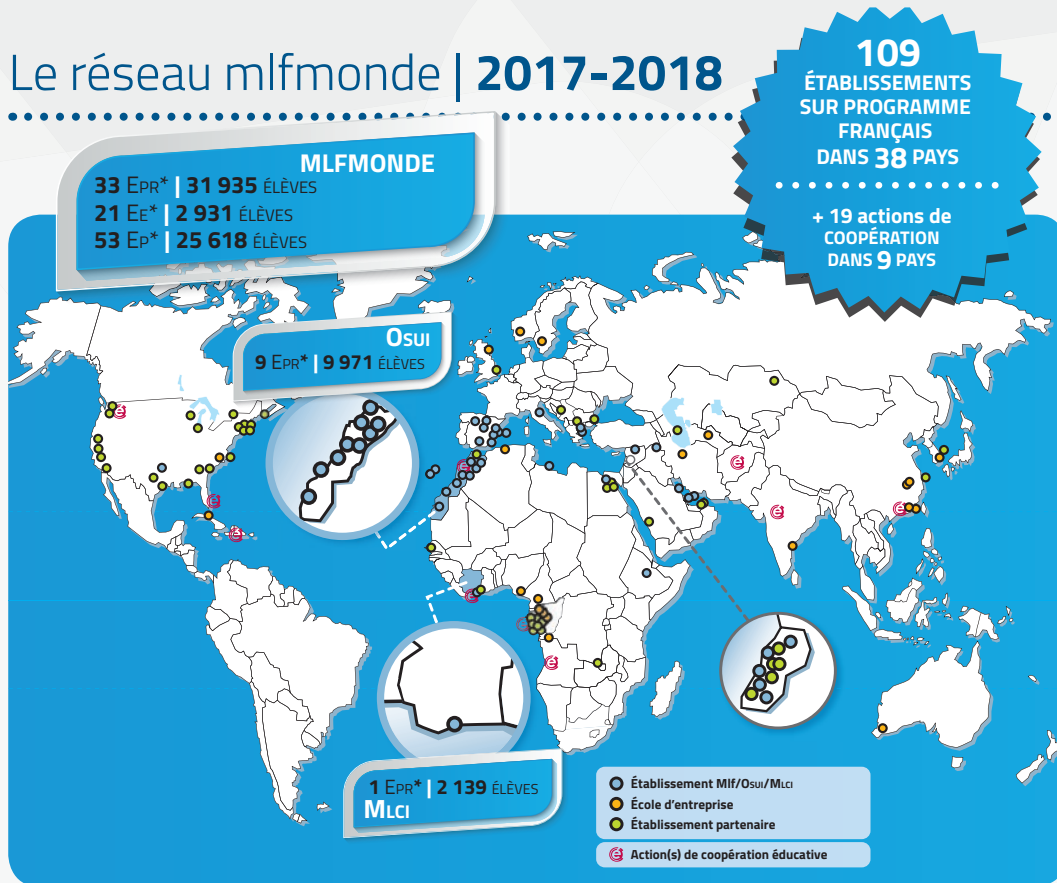 Le réseau mlfmonde | 2017-2018
109
ÉTABLISSEMENTS
SUR PROGRAMME
FRANÇAIS
DANS 38 PAYS
+ 19 actions de
COOPÉRATION
DANS 9 PAYS
MLFMONDE
33 EPR* | 31 935 ÉLÈVES
21 EE* | 2 931 ÉLÈVES
53 EP* | 25 618 ÉLÈVES
OSUI
9 EPR* | 9 971 ÉLÈVES
1 EPR* | 2 139 ÉLÈVES
MLCI
Établissement Mlf/OSUI/MLCI
École d'entreprise
Établissement partenaire
Action(s) de coopération éducative